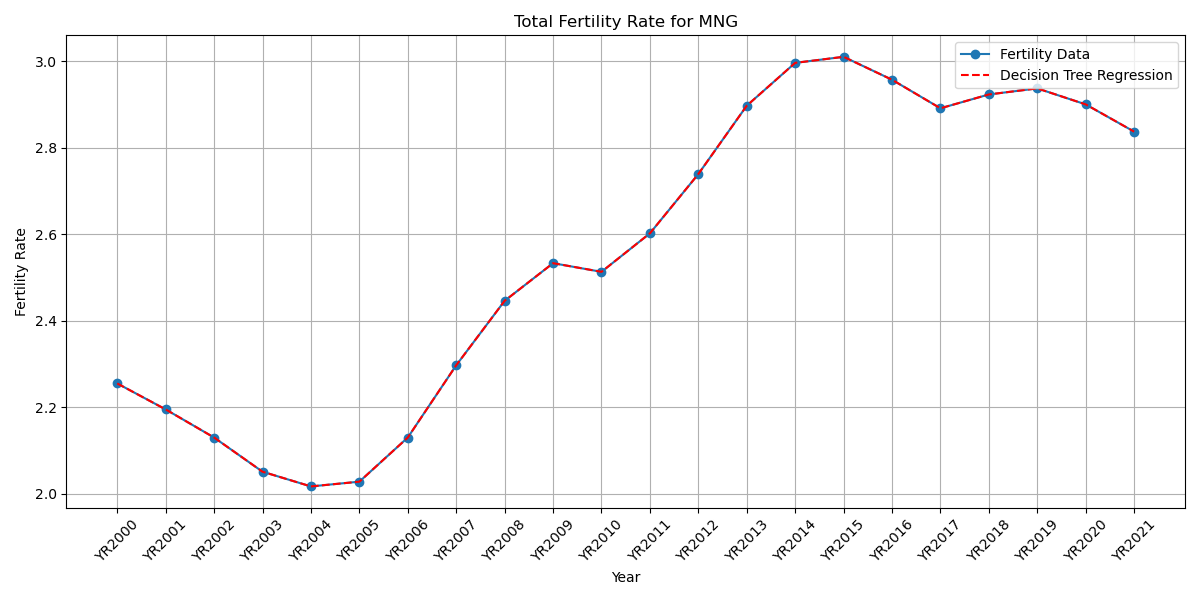 Total Fertility Rate for MNG
Fertility Data
Decision Tree Regression
Fertility Rate
3.0
2.8
2.6
2.4
2.2
2.0
YR2000
YR2001
YR2002
YR2003
YR2004
YR2005
YR2006
YR2007
YR2008
YR2009
YR2010
YR2011
YR2012
YR2013
YR2014
YR2015
YR2016
YR2017
YR2018
YR2019
YR2020
YR2021
Year